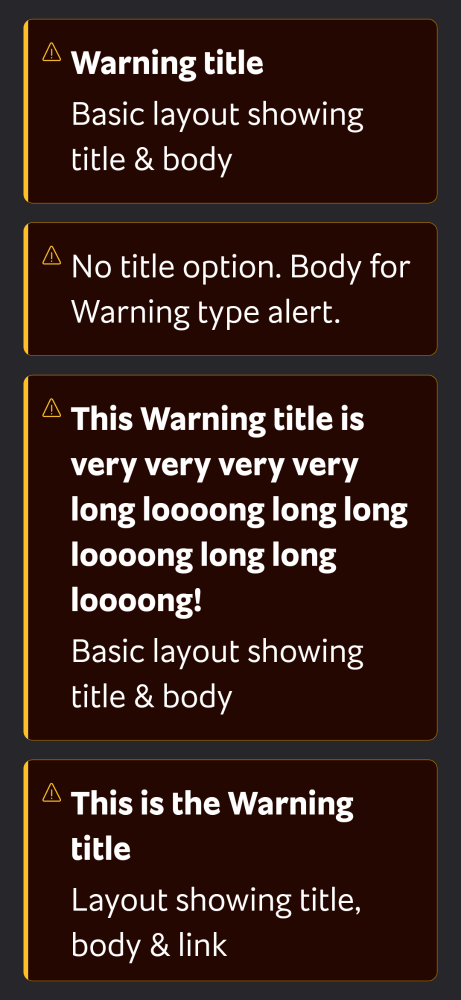 Warning title
Basic layout showing
title & body
No title option. Body for
Warning type alert.
This Warning title is
very very very very
long loooong long long
loooong long long
loooong!
Basic layout showing
title & body
This is the Warning
title
Layout showing title,
body & link